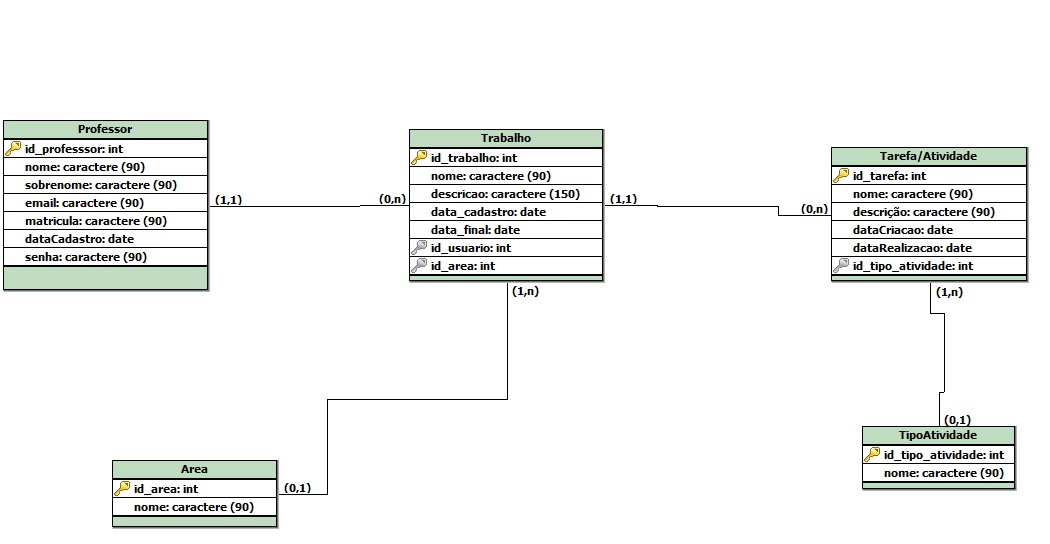 Professor
id_professsor: int
nome: caractere (90)
sobrenome: caractere (90)
email: caractere (90)
matricula: caractere (90)
dataCadastro: date
senha: caractere (90)
(1,1)
(0,n)
Trabalho
id_trabalho: int
nome: caractere (90)
descricao: caractere (150)
data_cadastro: date
data_final: date
id_usuario: int
id_area: int
(1,1)
(0,n)
(1,n)
Tarefa/Atividade
id_tarefa: int
nome: caractere (90)
descrição: caractere (90)
dataCriacao: date
dataRealizacao: date
id_tipo_atividade: int
(1,n)
(0,1)
TipoAtividade
id_tipo_atividade: int
nome: caractere (90)
Area
id_area: int
nome: caractere (90)
(0,1)